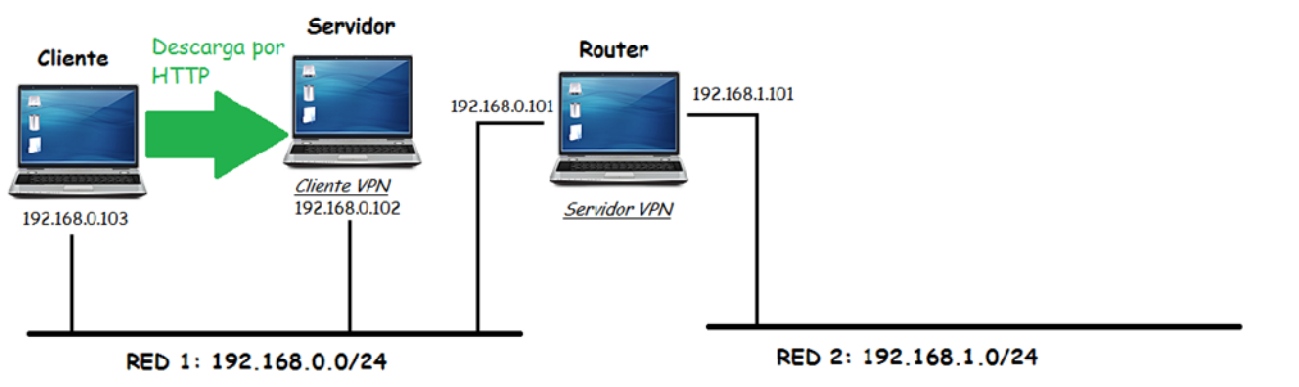 Cliente
Descarga por
HTTP
Servidor
Router
192.168.0.101
192.168.1.101
Cliente VPN
192.168.0.102
192.168.0.103
Servidor VPN
RED 1: 192.168.0.0/24
RED 2: 192.168.1.0/24